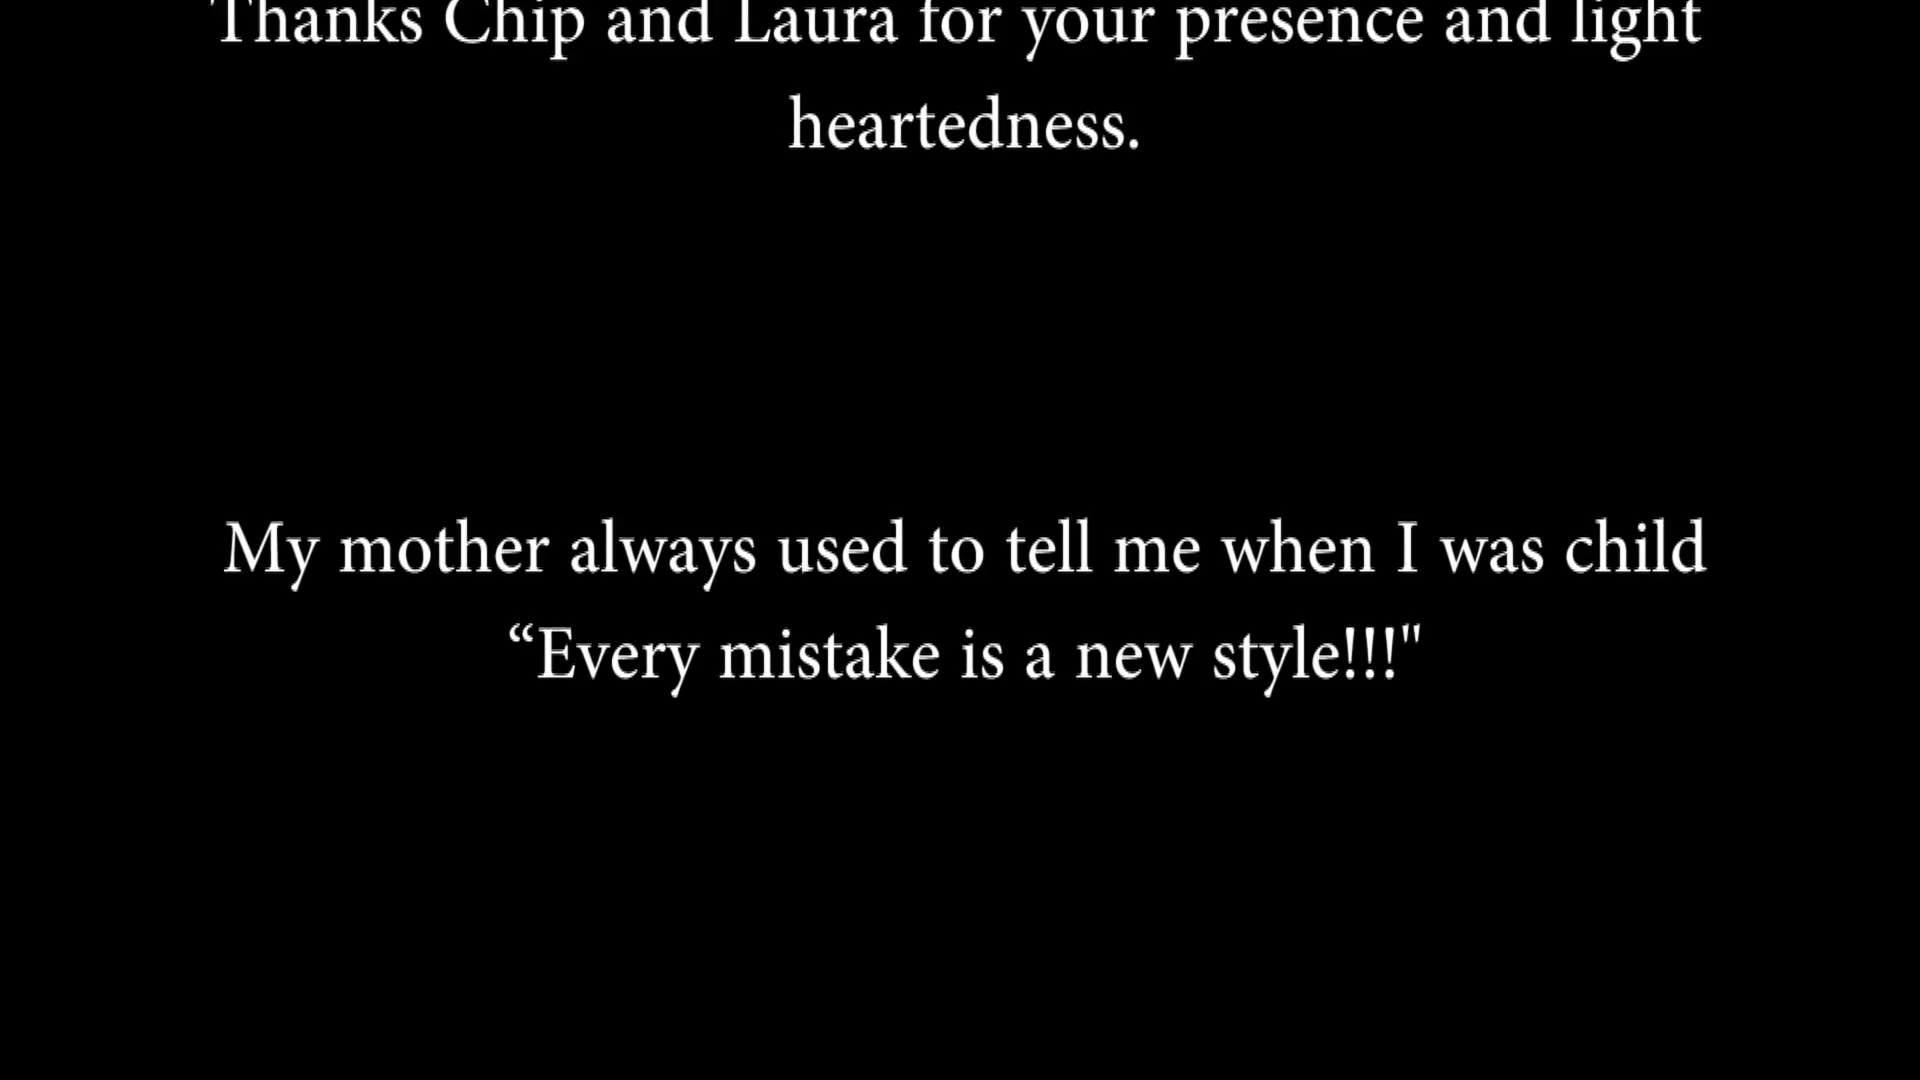 Thanks Chip and Laura for your presence and light
heartedness.
My mother always used to tell me when I was child
“Every mistake is a new style!!!"